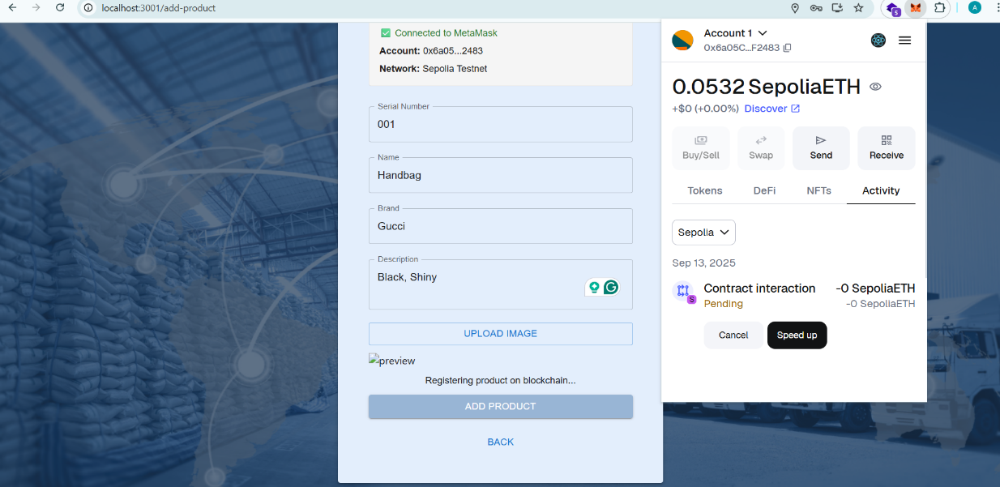 localhost:3001/add-product
A
5
Connected to MetaMask
Account: 0x6a05...2483
Network: Sepolia Testnet
Serial Number
001
Name
Handbag
Brand
Gucci
Description
Black, Shiny
UPLOAD IMAGE
preview
Registering product on blockchain...
ADD PRODUCT
BACK
Account 1
0x6a05C...F2483
0.0532 SepoliaETH
+$0 (+0.00%) Discover
Buy/Sell
Swap
Send
Receive
Tokens
DeFi
NFTs
Activity
Sepolia
Sep 13, 2025
Contract interaction -0 SepoliaETH
S
Pending -0 SepoliaETH
Cancel
Speed up